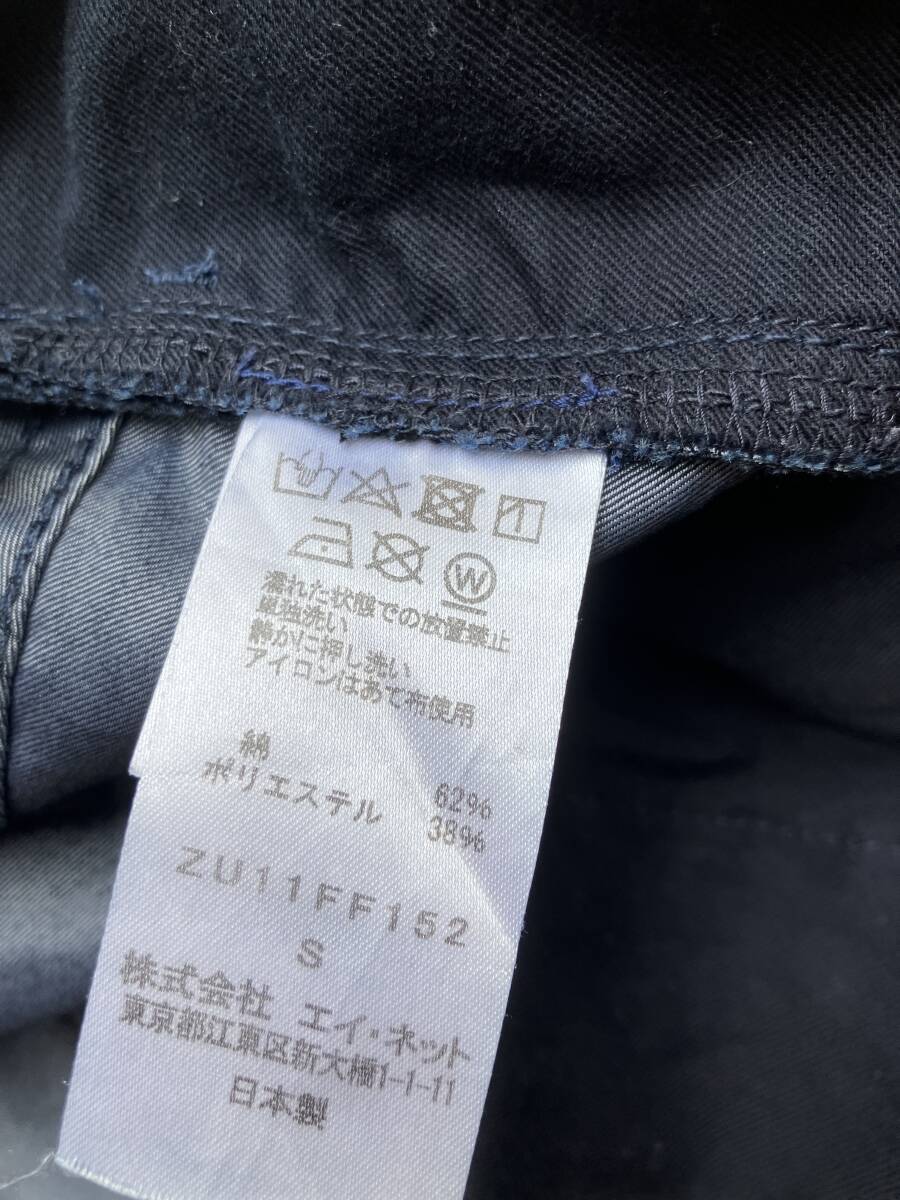 W
濡れた状態での放置禁止
単独洗い
静かに押し洗い
アイロンはあて布使用
綿 62%
ポリエステル 38%
ZU11FF152
S
株式会社 エイ・ネット
東京都江東区新大橋1-1-11
日本製